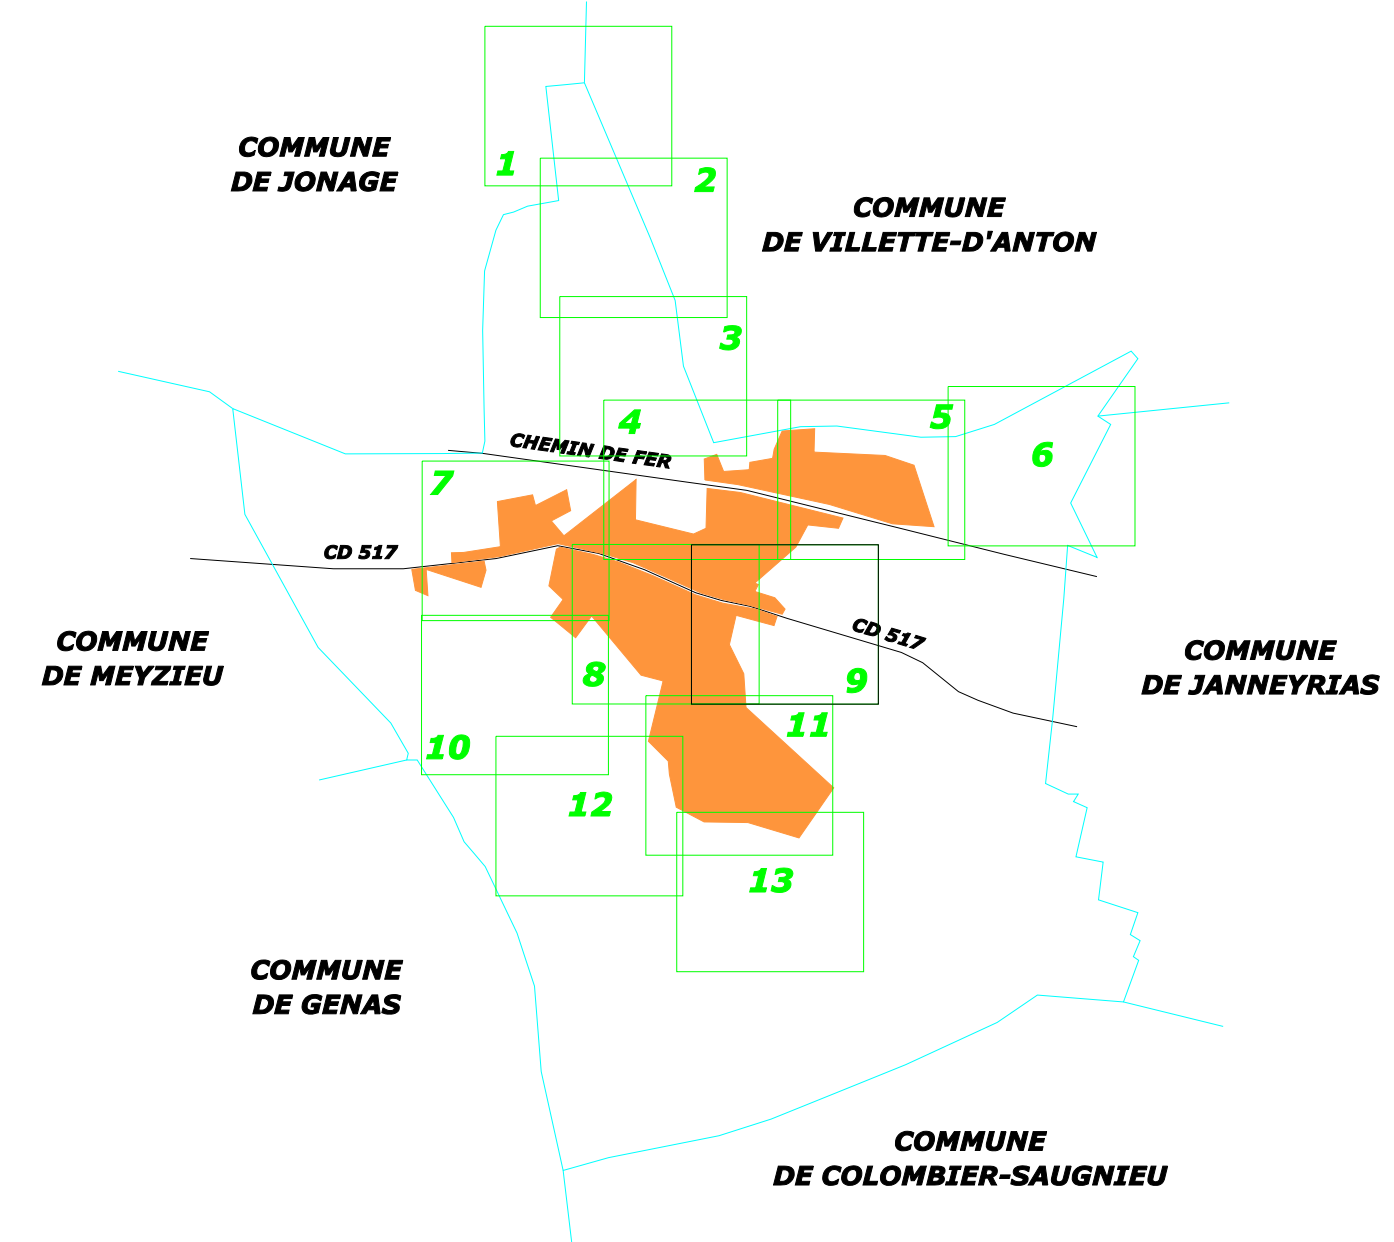 COMMUNE
DE JONAGE
1
2
COMMUNE
DE VILLETTE-D'ANTON
3
4
5
6
CHEMIN DE FER
7
CD 517
CD 517
COMMUNE
DE MEYZIEU
8
9
COMMUNE
DE JANNEYRIAS
10
11
12
13
COMMUNE
DE GENAS
COMMUNE
DE COLOMBIER-SAUGNIEU